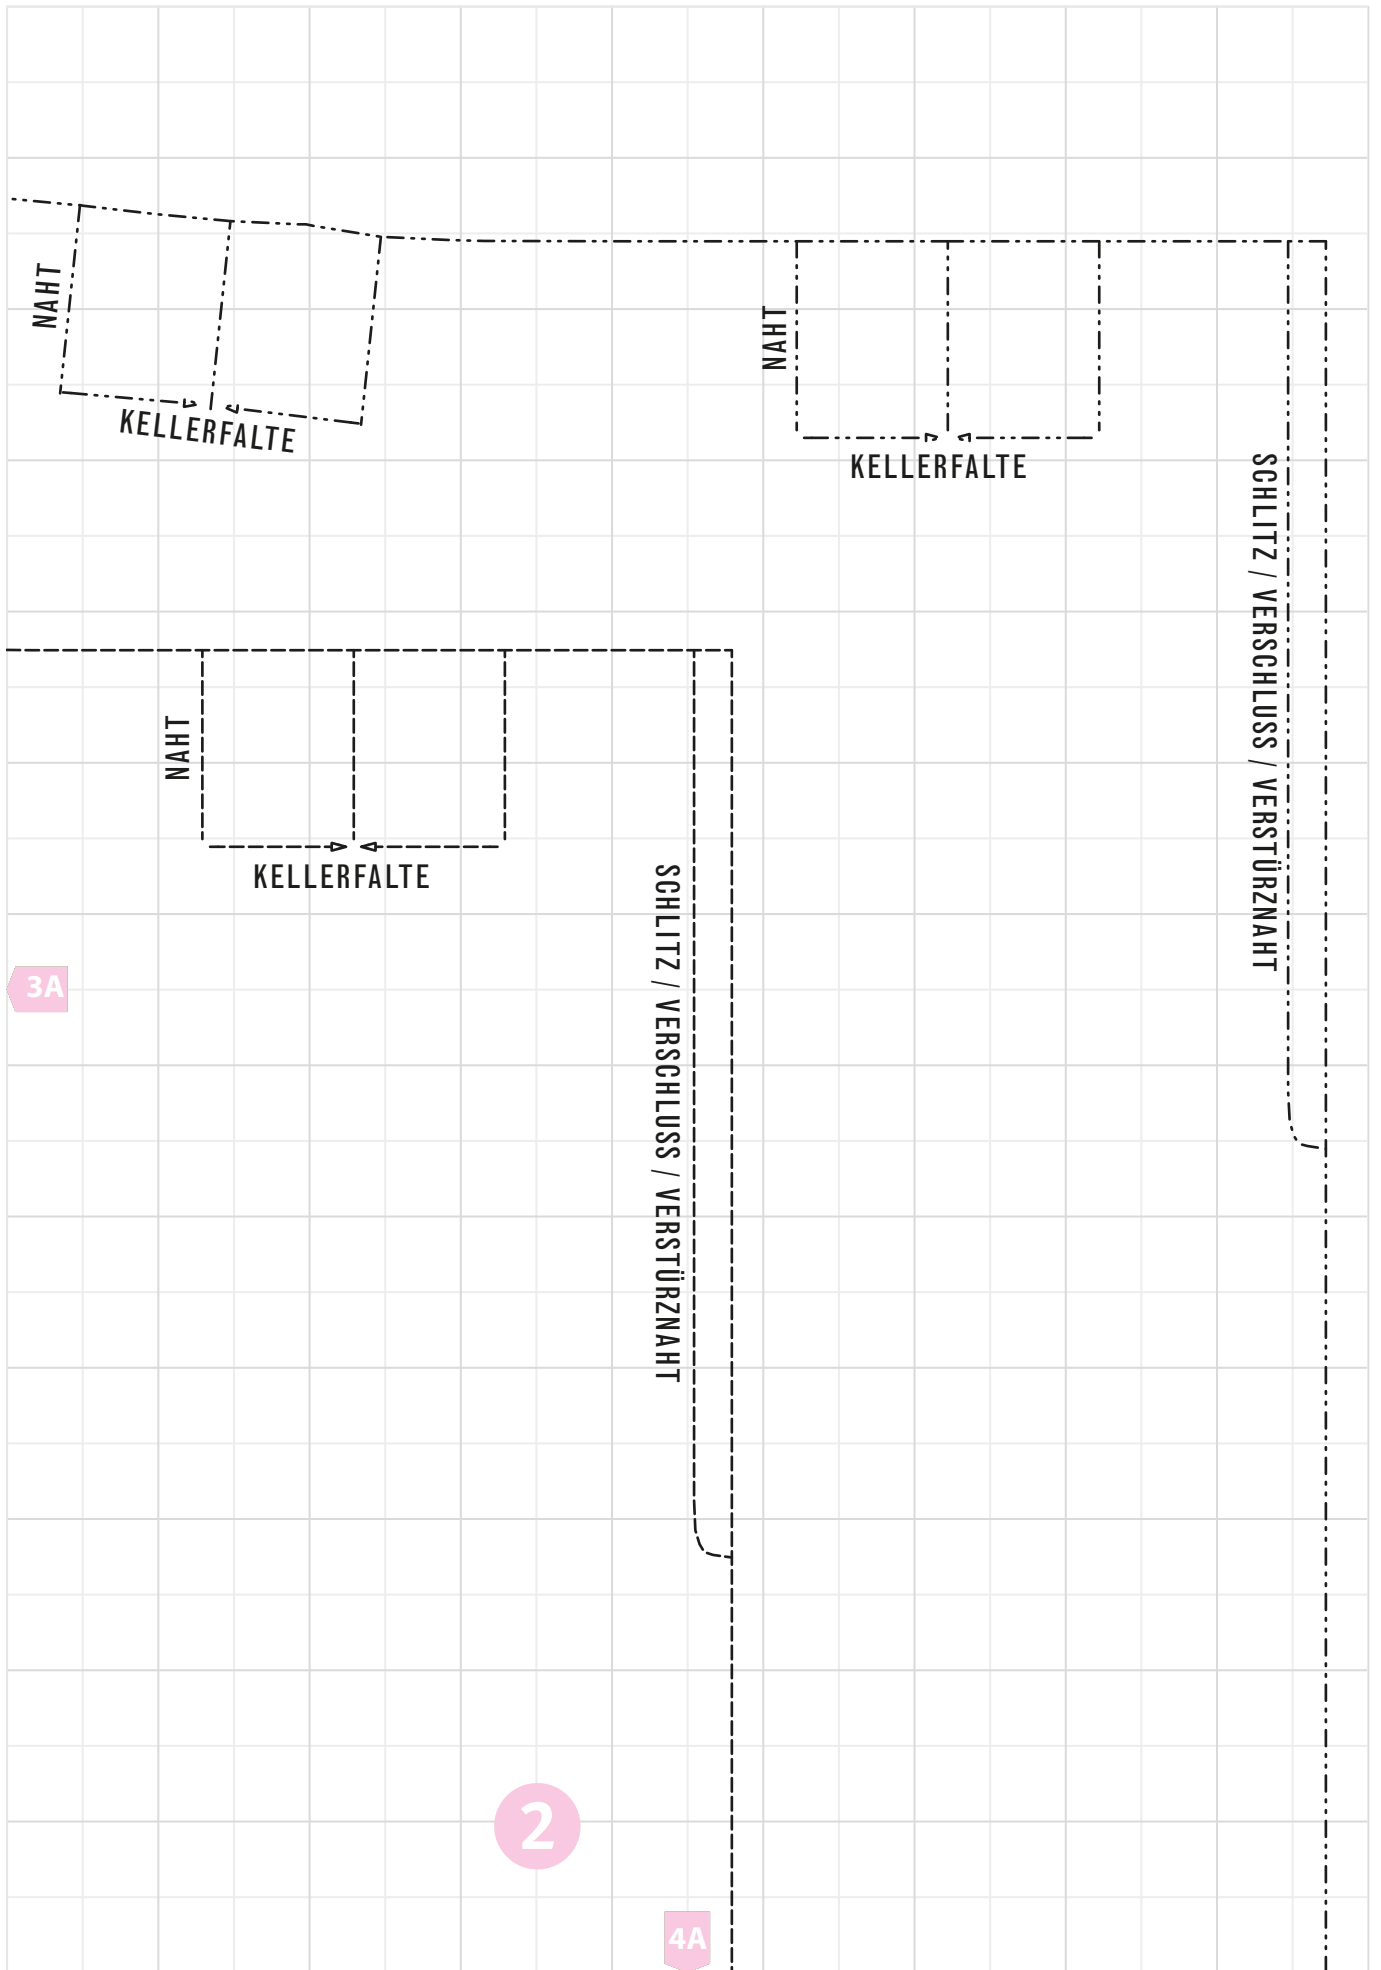 NAHT
KELLERFALTE
NAHT
KELLERFALTE
SCHLITZ / VERSCHLUSS / VERSTÜRZNAHT
NAHT
KELLERFALTE
SCHLITZ / VERSCHLUSS / VERSTÜRZNAHT
3A
2
4A